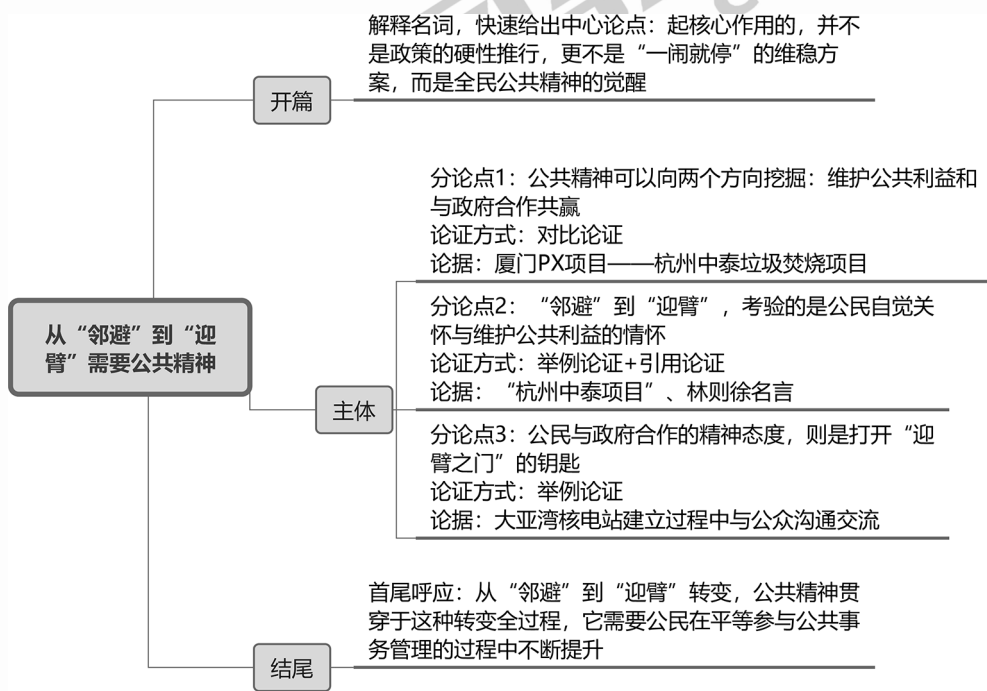 解释名词，快速给出中心论点：起核心作用的，并不
是政策的硬性推行，更不是“一闹就停”的维稳方
案，而是全民公共精神的觉醒
开篇
分论点1：公共精神可以向两个方向挖掘：维护公共利益和
与政府合作共赢
论证方式：对比论证
论据：厦门PX项目——杭州中泰垃圾焚烧项目
从“邻避”到“迎
臂”需要公共精神
分论点2：“邻避”到“迎臂”，考验的是公民自觉关
怀与维护公共利益的情怀
论证方式：举例论证+引用论证
论据：“杭州中泰项目”、林则徐名言
主体
分论点3：公民与政府合作的精神态度，则是打开“迎
臂之门”的钥匙
论证方式：举例论证
论据：大亚湾核电站建立过程中与公众沟通交流
首尾呼应：从“邻避”到“迎臂”转变，公共精神贯
穿于这种转变全过程，它需要公民在平等参与公共事
务管理的过程中不断提升
结尾